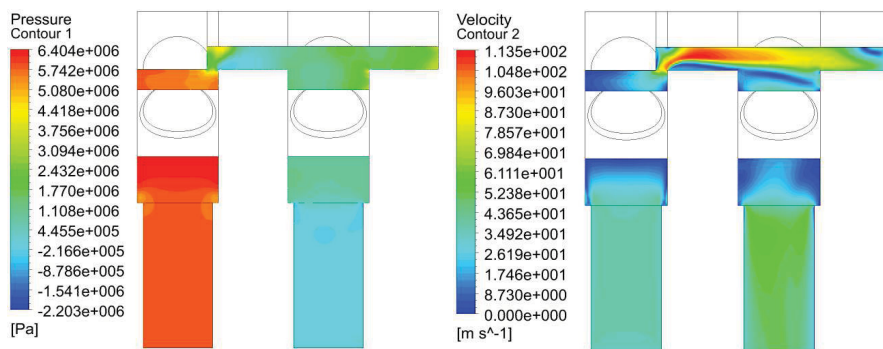 Pressure
Contour 1
6.404e+006
5.742e+006
5.080e+006
4.418e+006
3.756e+006
3.094e+006
2.432e+006
1.770e+006
1.108e+006
4.455e+005
-2.166e+005
-8.786e+005
-1.541e+006
-2.203e+006
[Pa]
Velocity
Contour 2
1.135e+002
1.048e+002
9.603e+001
8.730e+001
7.857e+001
6.984e+001
6.111e+001
5.238e+001
4.365e+001
3.492e+001
2.619e+001
1.746e+001
8.730e+000
0.000e+000
[m s^-1]